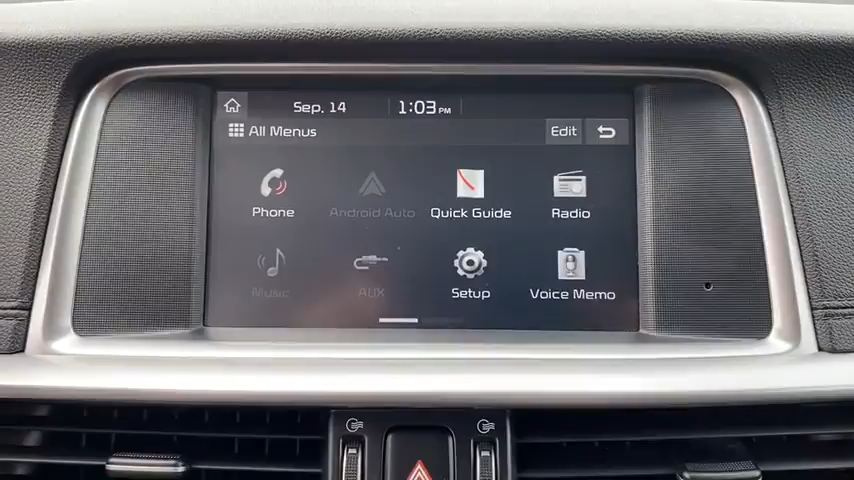 Sep. 14 1:03 PM
All Menus Edit
Phone Android Auto Quick Guide Radio
Music AUX Setup Voice Memo